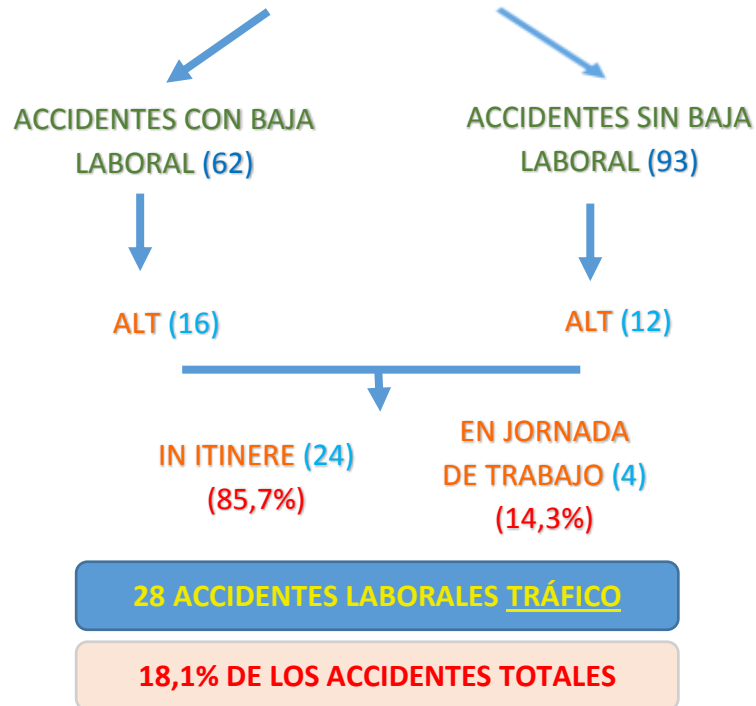 ACCIDENTES CON BAJA
LABORAL (62)
ACCIDENTES SIN BAJA
LABORAL (93)
ALT (16)
ALT (12)
IN ITINERE (24)
(85,7%)
EN JORNADA
DE TRABAJO (4)
(14,3%)
28 ACCIDENTES LABORALES TRÁFICO
18,1% DE LOS ACCIDENTES TOTALES